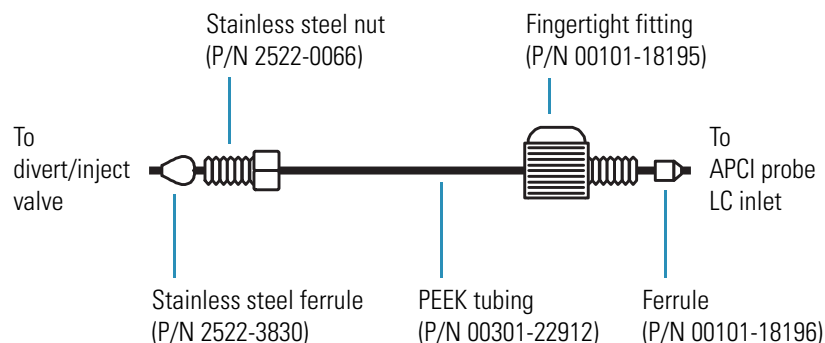 Stainless steel nut
(P/N 2522-0066)
Fingertight fitting
(P/N 00101-18195)
To
divert/inject
valve
To
APCI probe
LC inlet
Stainless steel ferrule
(P/N 2522-3830)
PEEK tubing
(P/N 00301-22912)
Ferrule
(P/N 00101-18196)